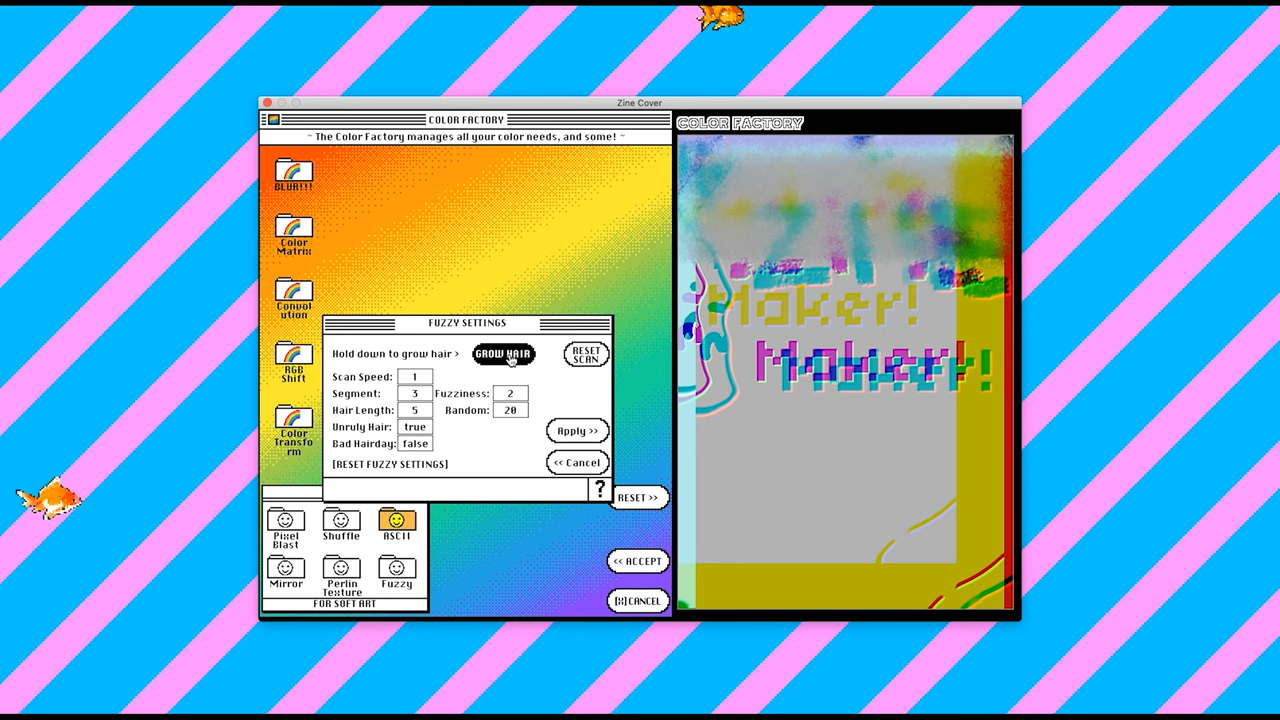 Zine Cover
COLOR FACTORY
~ The Color Factory manages all your color needs, and some! ~
BLUR!!!
Color
Matrix
Convol
ution
RGB
Shift
Color
Transfo
rm
FUZZY SETTINGS
Hold down to grow hair >
GROW HAIR
RESET
SCAN
Scan Speed: 1
Segment: 3 Fuzziness: 2
Hair Length: 5 Random: 20
Unruly Hair: true
Bad Hairday: false
[RESET FUZZY SETTINGS]
Apply >>
<< Cancel
?
RESET >>
<< ACCEPT
[X]CANCEL
Pixel
Blast
Shuffle
ASCII
Mirror
Perlin
Texture
Fuzzy
FOR SOFT ART
COLOR FACTORY
ZINE
Maker!
Maker!